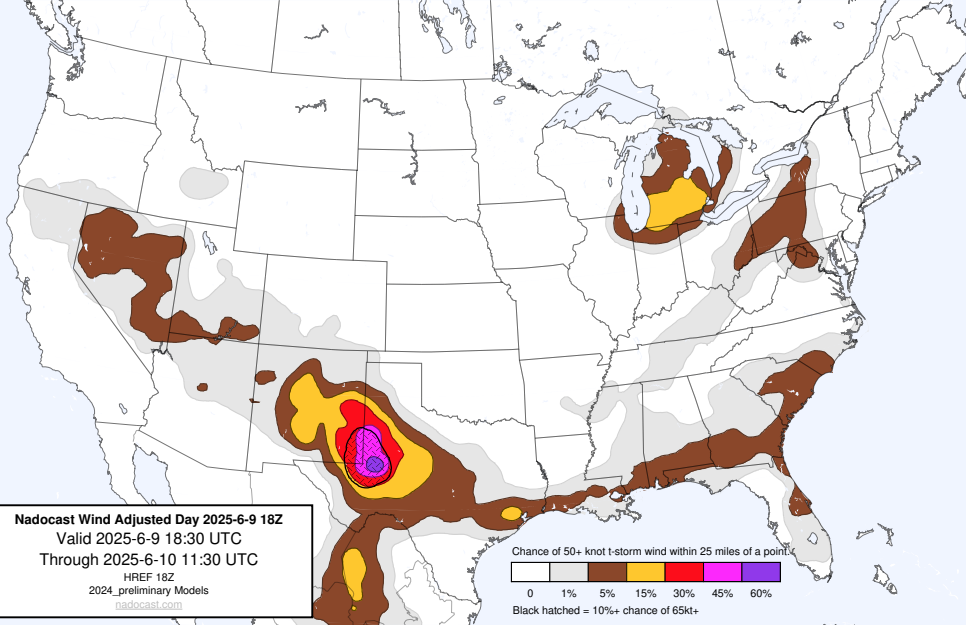 Nadocast Wind Adjusted Day 2025-6-9 18Z
Valid 2025-6-9 18:30 UTC
Through 2025-6-10 11:30 UTC
HREF 18Z
2024_preliminary Models
nadocast.com
Chance of 50+ knot t-storm wind within 25 miles of a point.
0 1% 5% 15% 30% 45% 60%
Black hatched = 10%+ chance of 65kt+